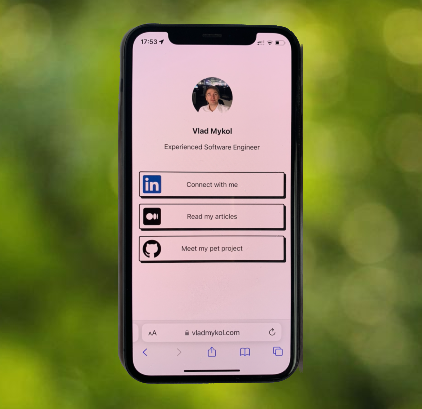 17:53
Vlad Mykol
Experienced Software Engineer
in
Connect with me
Read my articles
Meet my pet project
AA
vladmykol.com